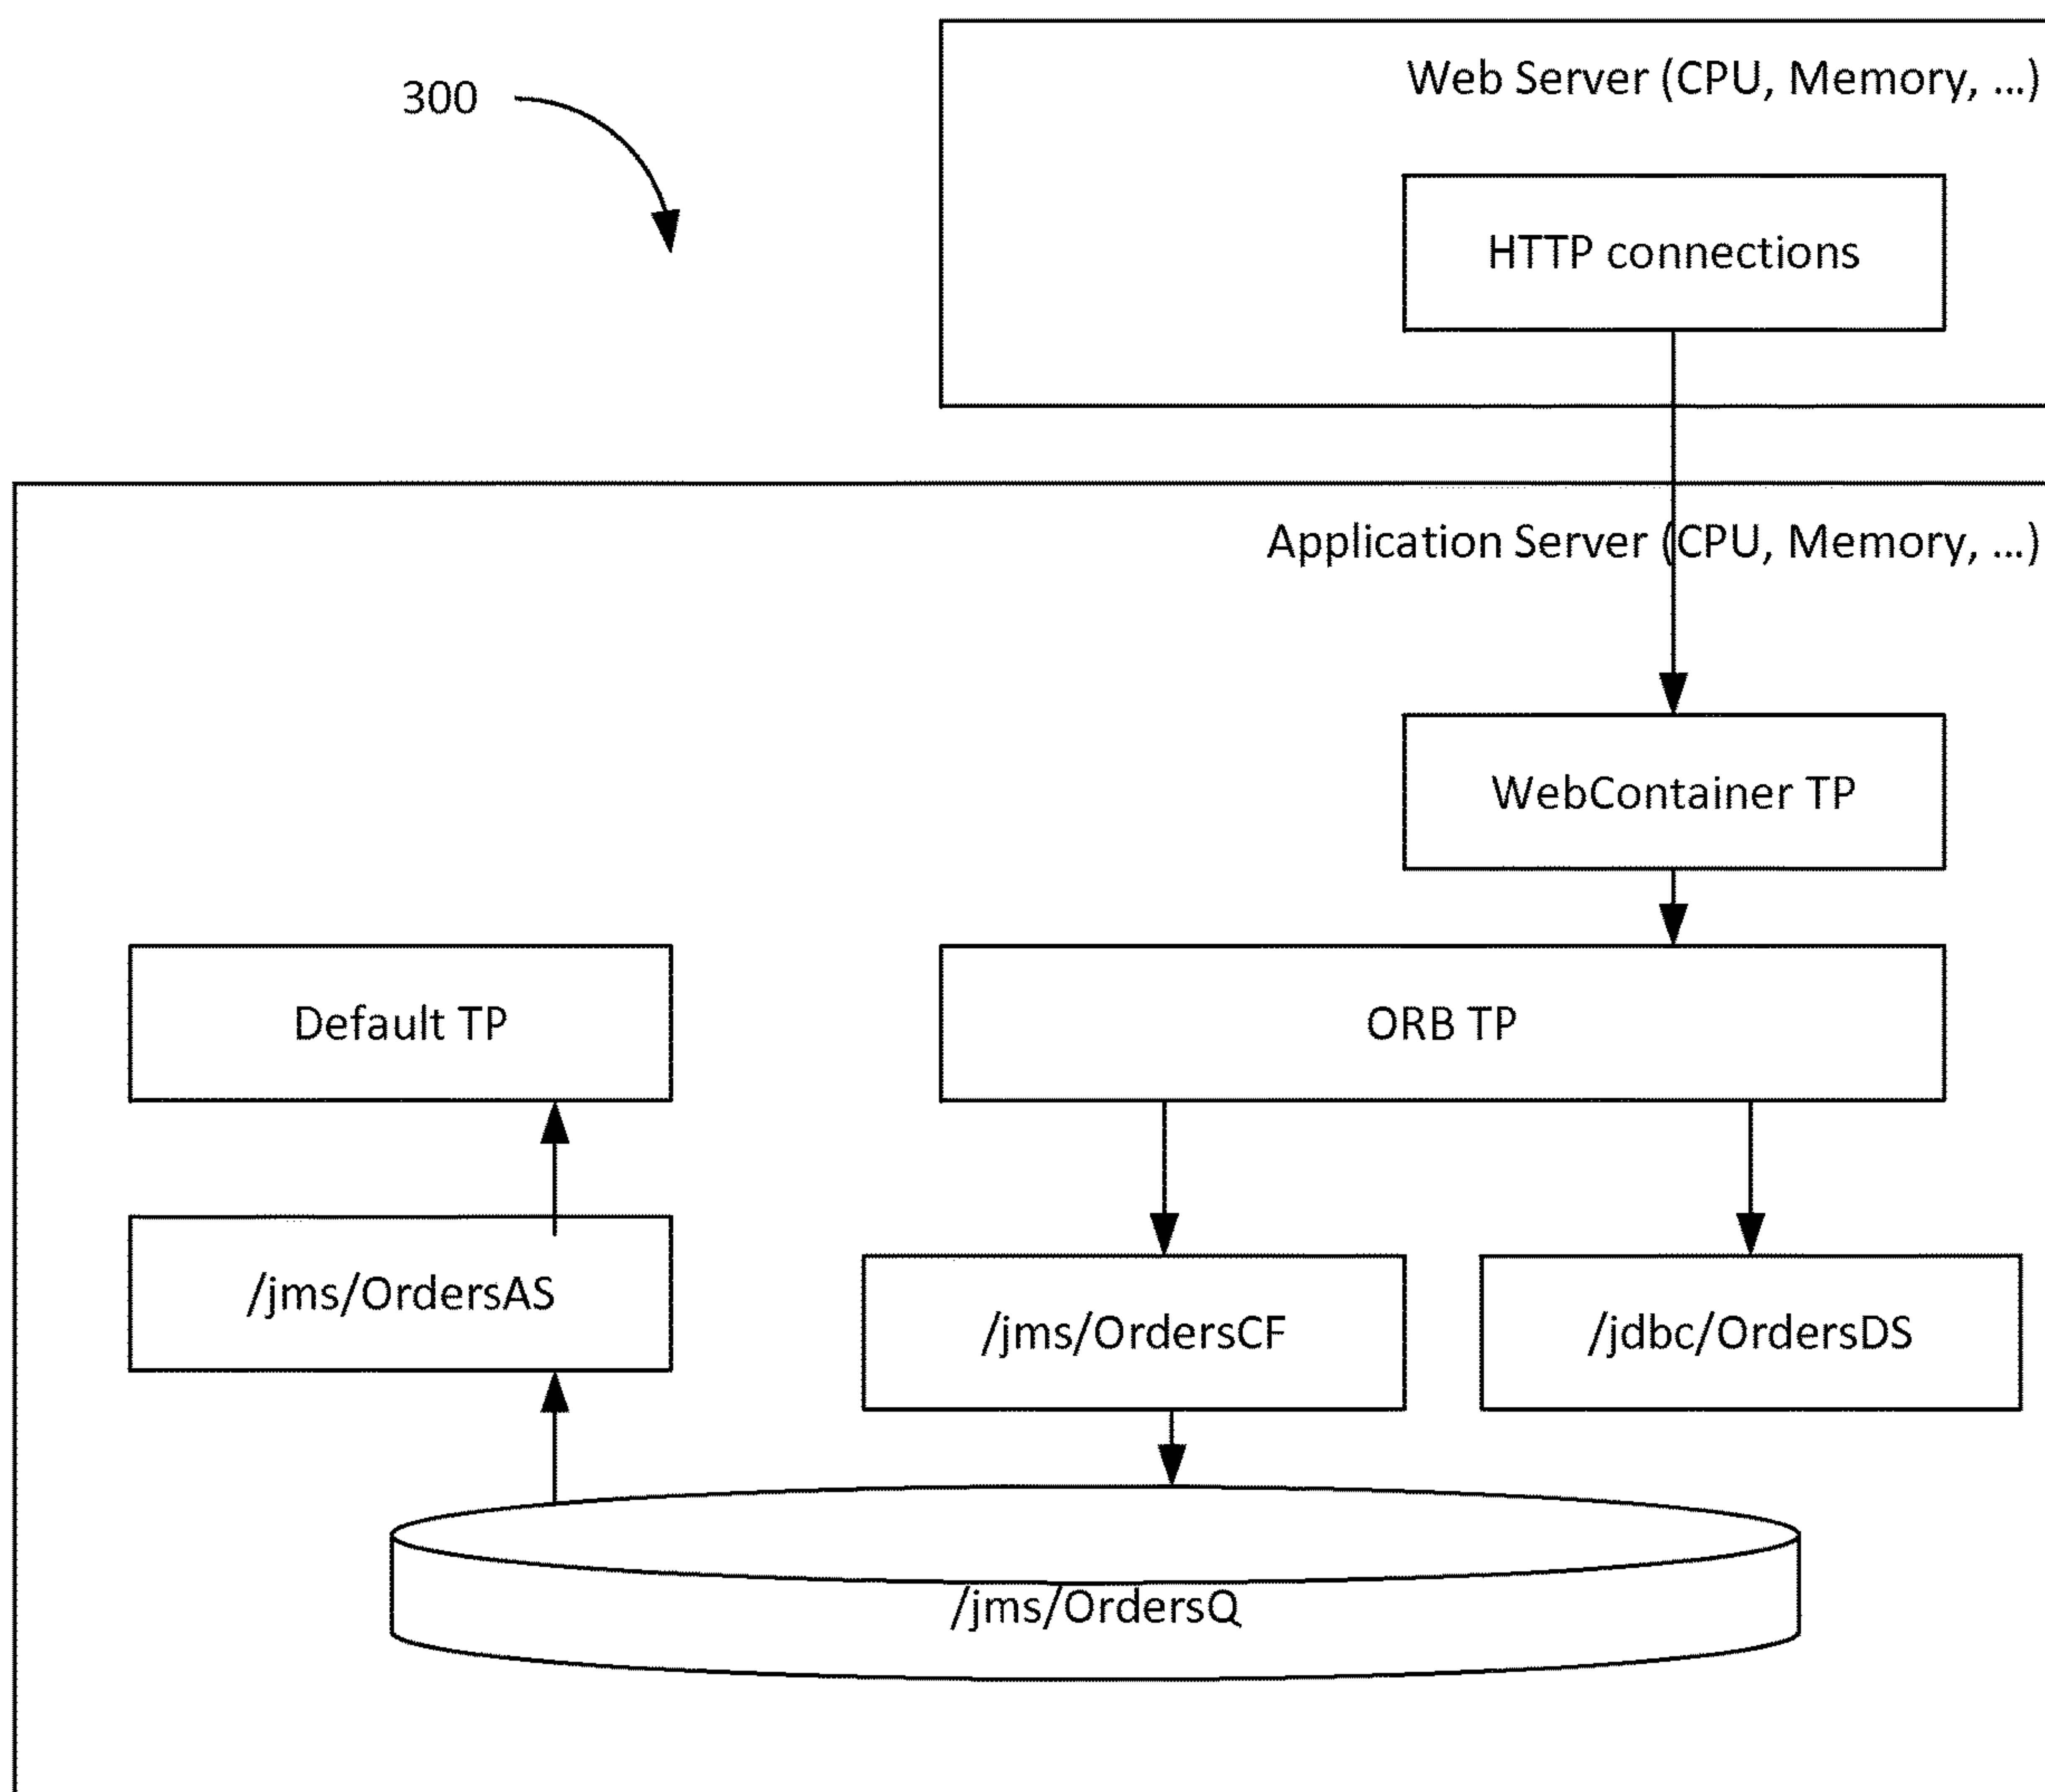 Web Server (CPU, Memory, ...)
300
HTTP connections
Application Server (CPU, Memory, ...)
WebContainer TP
Default TP
ORB TP
/jms/OrdersAS
/jms/OrdersCF
/jdbc/OrdersDS
/jms/OrdersQ